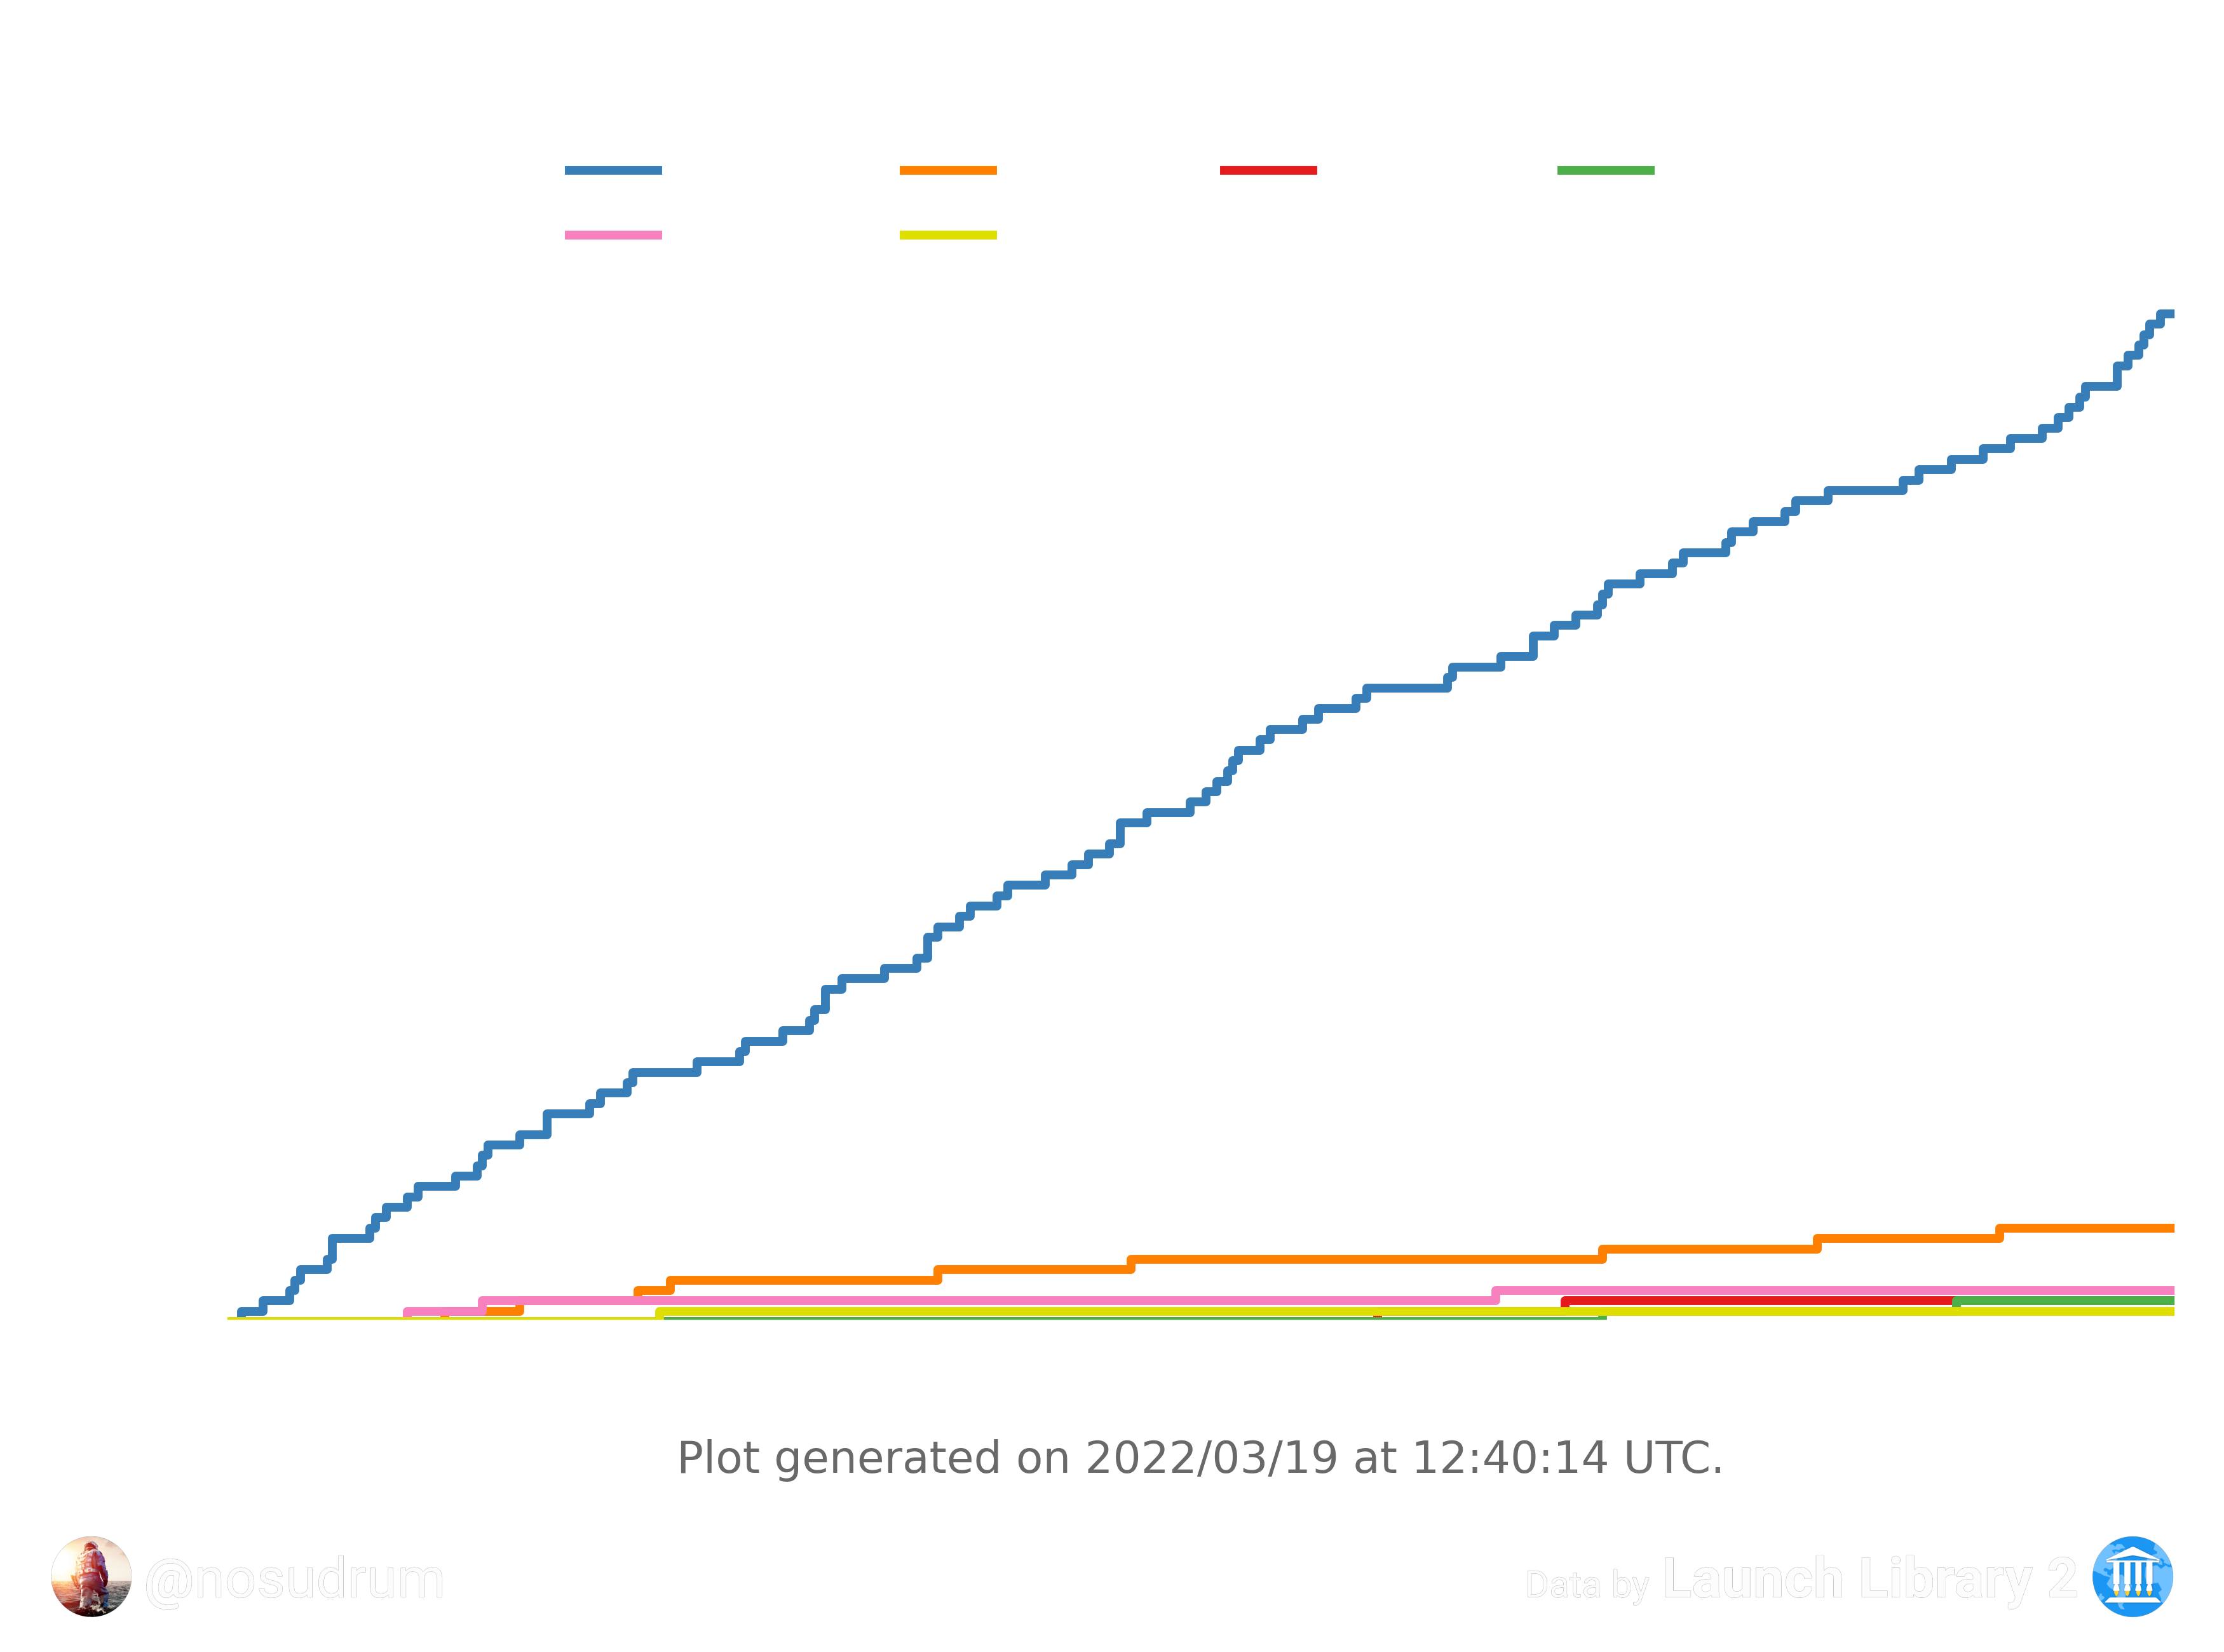 Plot generated on 2022/03/19 at 12:40:14 UTC.
@nosudrum
Data by Launch Library 2